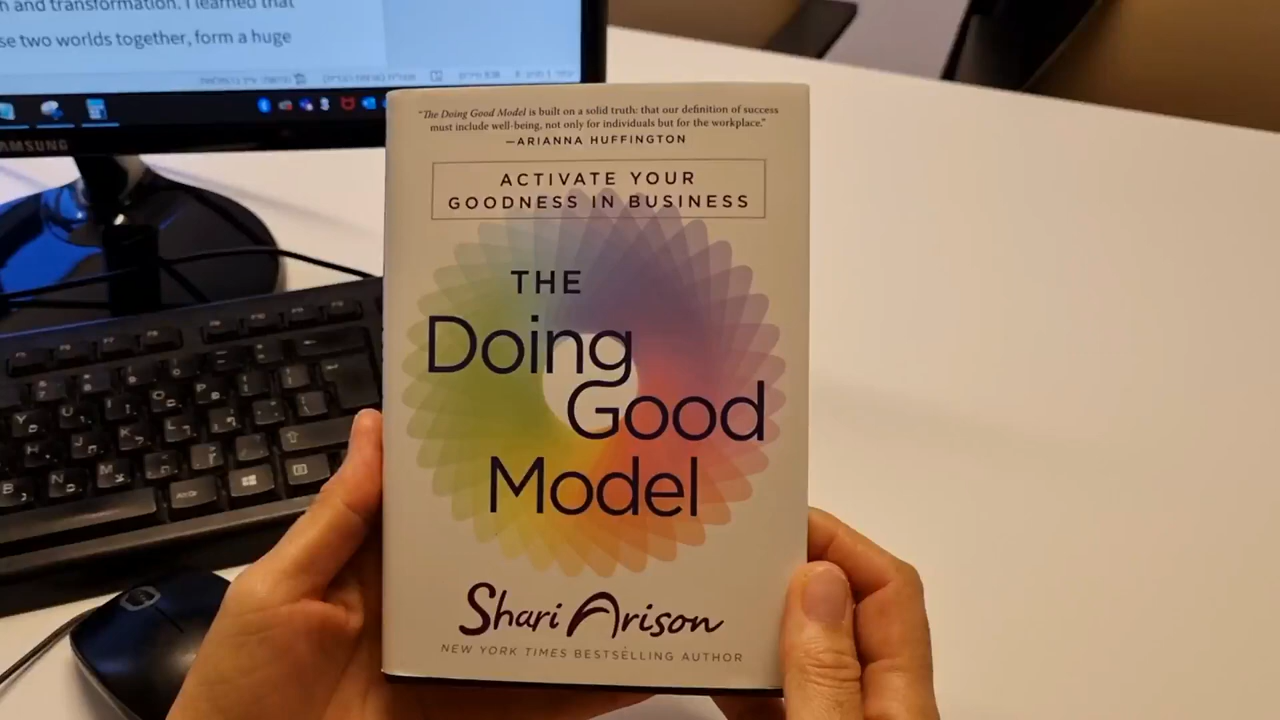 h and transformation. I learned that
se two worlds together, form a huge
SAMSUNG
"The Doing Good Model is built on a solid truth: that our definition of success
must include well-being, not only for individuals but for the workplace."
—ARIANNA HUFFINGTON
ACTIVATE YOUR
GOODNESS IN BUSINESS
THE
Doing
Good
Model
Shari Arison
NEW YORK TIMES BESTSELLING AUTHOR